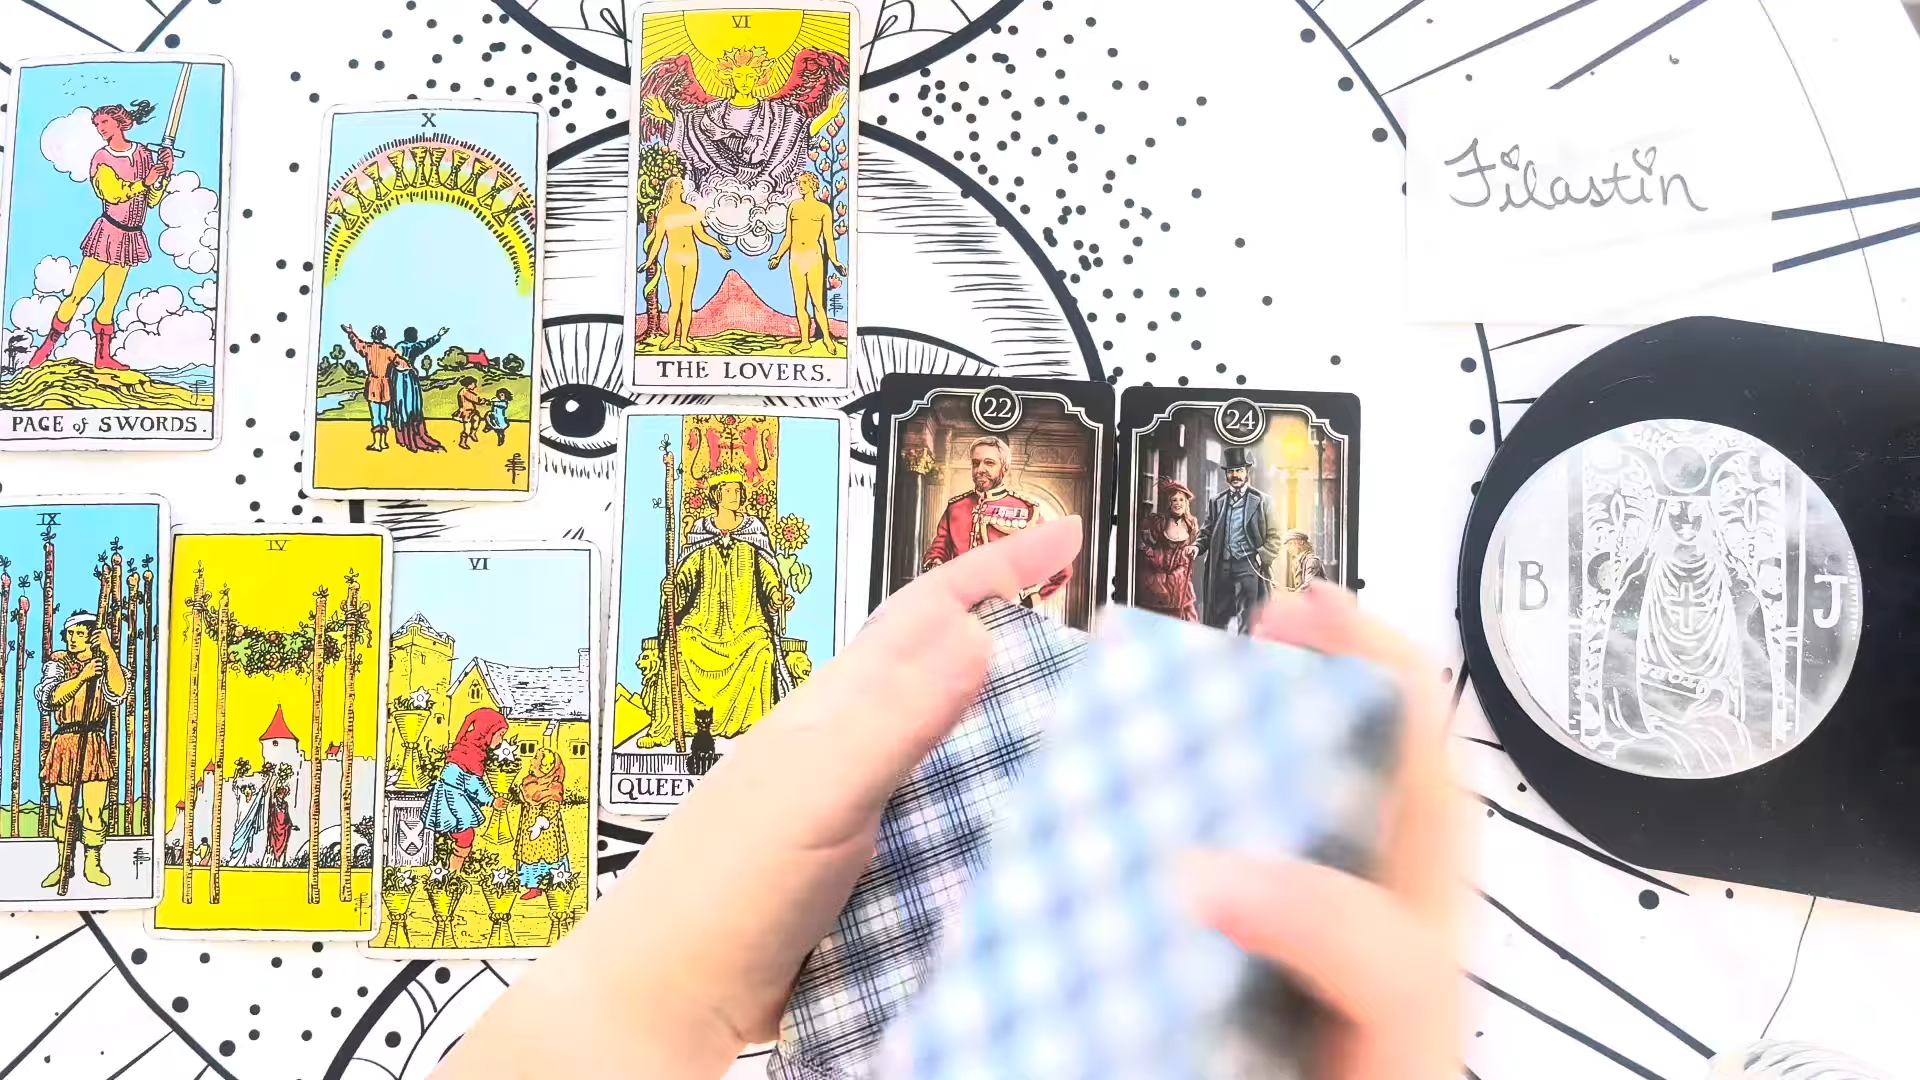 VI
X
THE LOVERS.
PAGE of SWORDS.
Filastin
22
24
IX
IV
VI
QUEEN
B
J